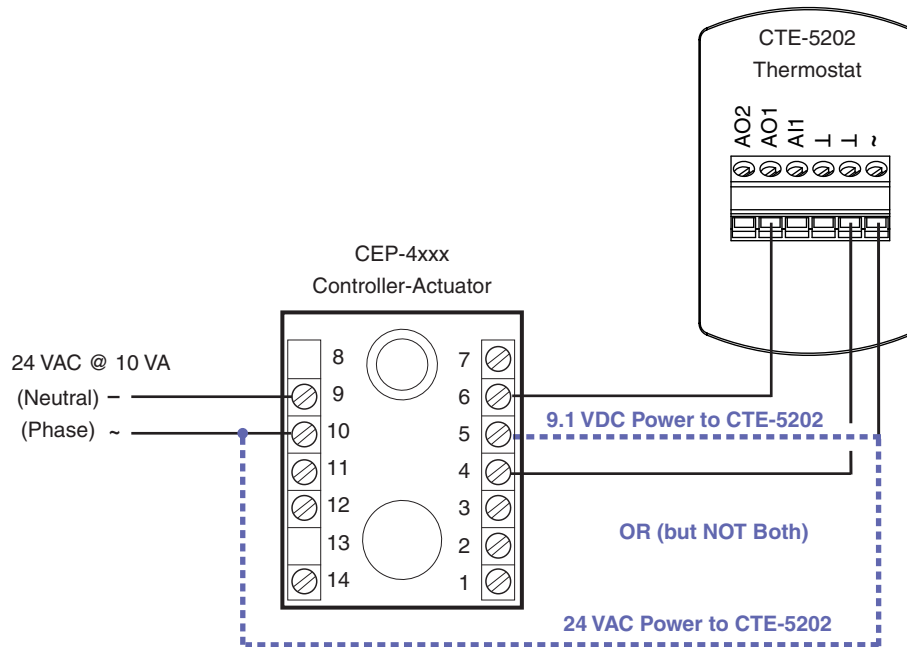 CTE-5202
Thermostat
AO2
AO1
AI1
⊥
⊥
~
CEP-4xxx
Controller-Actuator
24 VAC @ 10 VA
(Neutral) –
(Phase) ~
8
9
10
11
12
13
14
7
6
5
4
3
2
1
9.1 VDC Power to CTE-5202
OR (but NOT Both)
24 VAC Power to CTE-5202